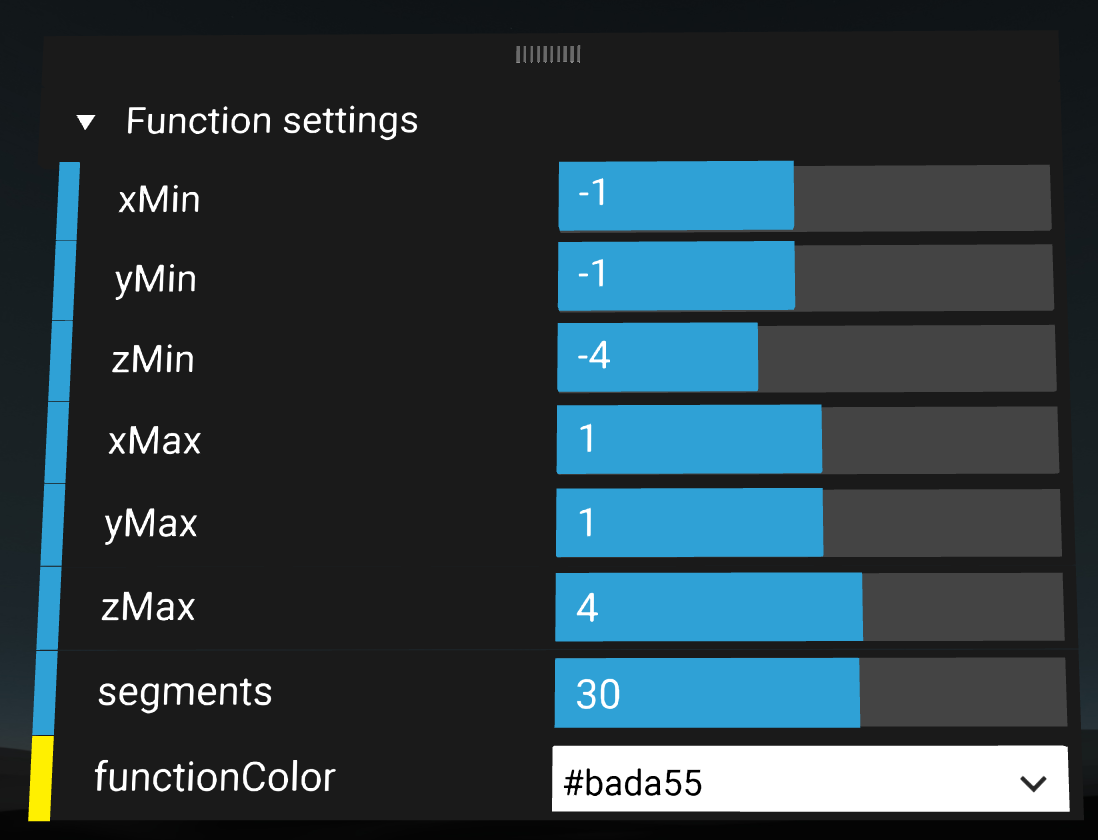 Function settings
xMin -1
yMin -1
zMin -4
xMax 1
yMax 1
zMax 4
segments 30
functionColor #bada55